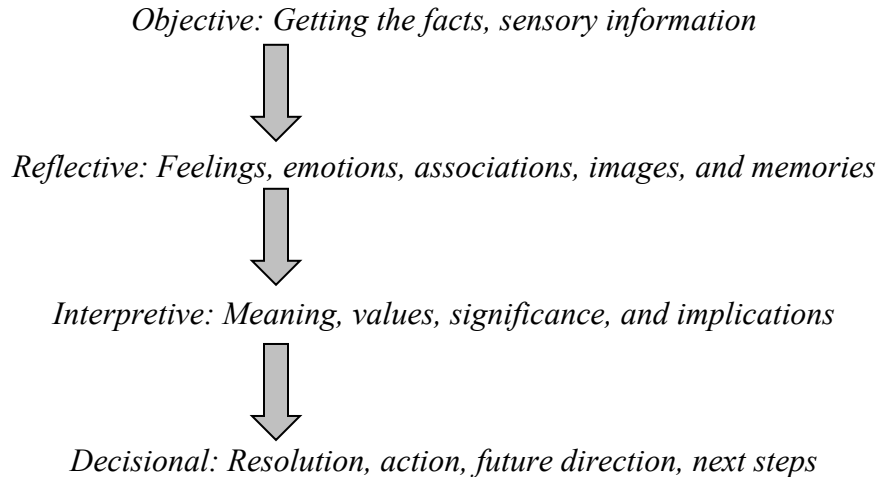 Objective: Getting the facts, sensory information
Reflective: Feelings, emotions, associations, images, and memories
Interpretive: Meaning, values, significance, and implications
Decisional: Resolution, action, future direction, next steps